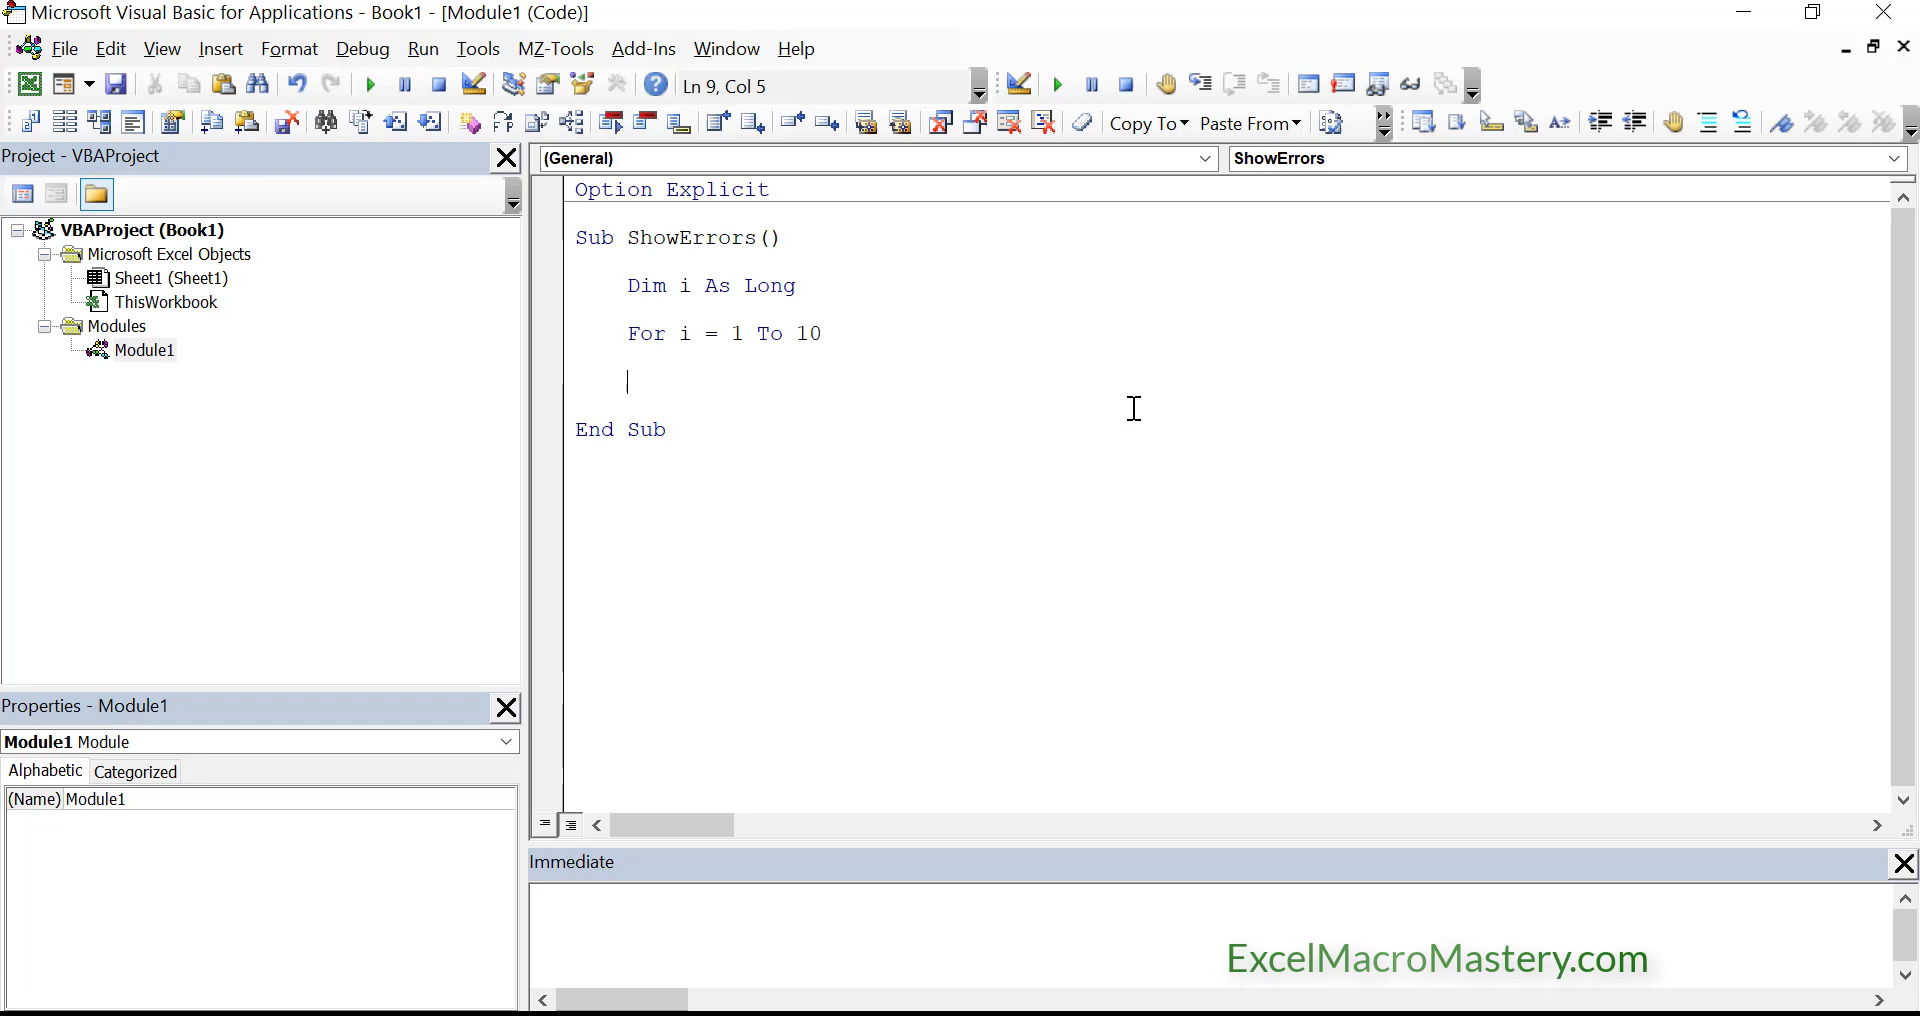 Microsoft Visual Basic for Applications - Book1 - [Module1 (Code)]
File Edit View Insert Format Debug Run Tools MZ-Tools Add-Ins Window Help
Ln 9, Col 5
Copy To Paste From
Project - VBAProject
(General) ShowErrors
VBAProject (Book1)
Microsoft Excel Objects
Sheet1 (Sheet1)
ThisWorkbook
Modules
Module1
Option Explicit
Sub ShowErrors()
Dim i As Long
For i = 1 To 10
End Sub
Properties - Module1
Module1 Module
Alphabetic Categorized
(Name) Module1
Immediate
ExcelMacroMastery.com